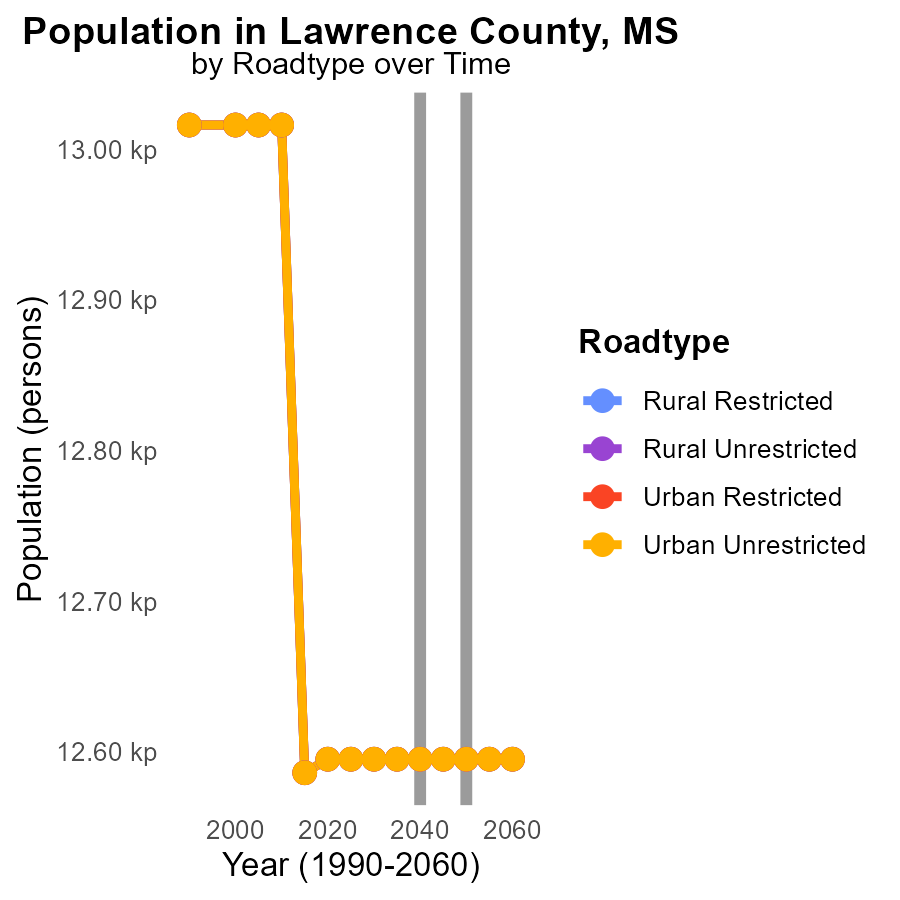 Population in Lawrence County, MS
by Roadtype over Time
13.00 kp
12.90 kp
12.80 kp
12.70 kp
12.60 kp
Population (persons)
2000 2020 2040 2060
Year (1990-2060)
Roadtype
Rural Restricted
Rural Unrestricted
Urban Restricted
Urban Unrestricted